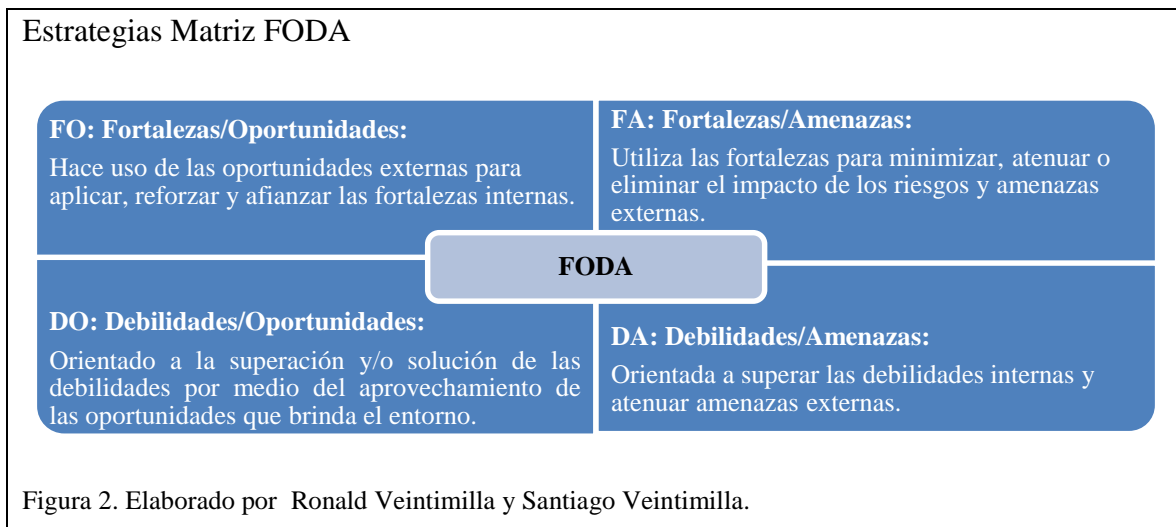 Estrategias Matriz FODA
FO: Fortalezas/Oportunidades:
Hace uso de las oportunidades externas para
aplicar, reforzar y afianzar las fortalezas internas.
FA: Fortalezas/Amenazas:
Utiliza las fortalezas para minimizar, atenuar o
eliminar el impacto de los riesgos y amenazas
externas.
FODA
DO: Debilidades/Oportunidades:
Orientado a la superación y/o solución de las
debilidades por medio del aprovechamiento de
las oportunidades que brinda el entorno.
DA: Debilidades/Amenazas:
Orientada a superar las debilidades internas y
atenuar amenazas externas.
Figura 2. Elaborado por Ronald Veintimilla y Santiago Veintimilla.